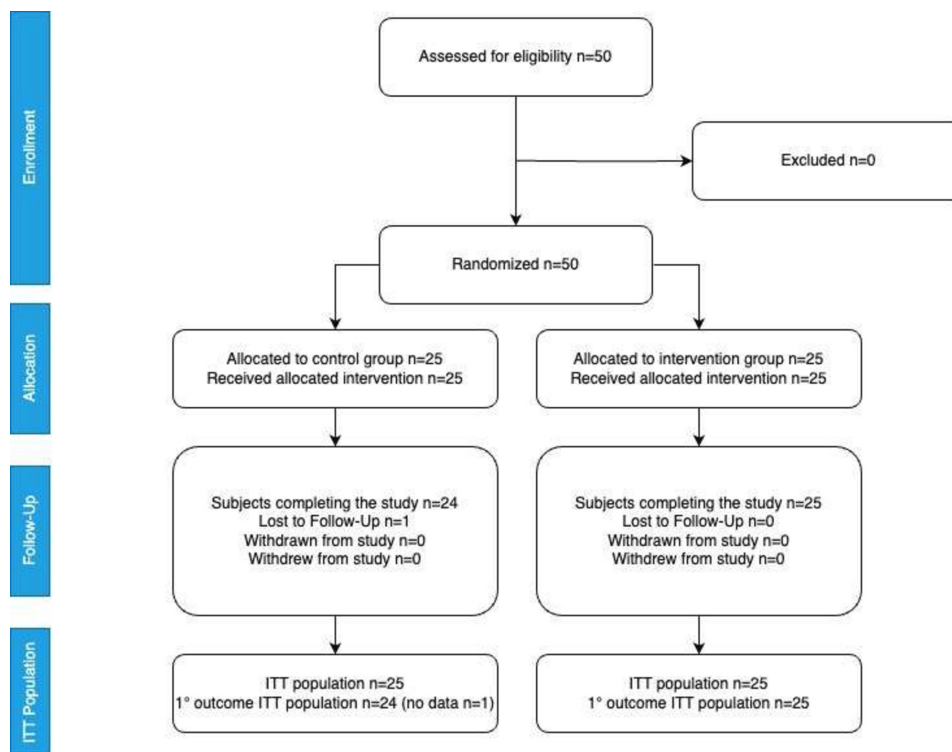 Enrollment
Assessed for eligibility n=50
Excluded n=0
Randomized n=50
Allocation
Allocated to control group n=25
Received allocated intervention n=25
Allocated to intervention group n=25
Received allocated intervention n=25
Follow-Up
Subjects completing the study n=24
Lost to Follow-Up n=1
Withdrawn from study n=0
Withdrew from study n=0
Subjects completing the study n=25
Lost to Follow-Up n=0
Withdrawn from study n=0
Withdrew from study n=0
ITT Population
ITT population n=25
1° outcome ITT population n=24 (no data n=1)
ITT population n=25
1° outcome ITT population n=25